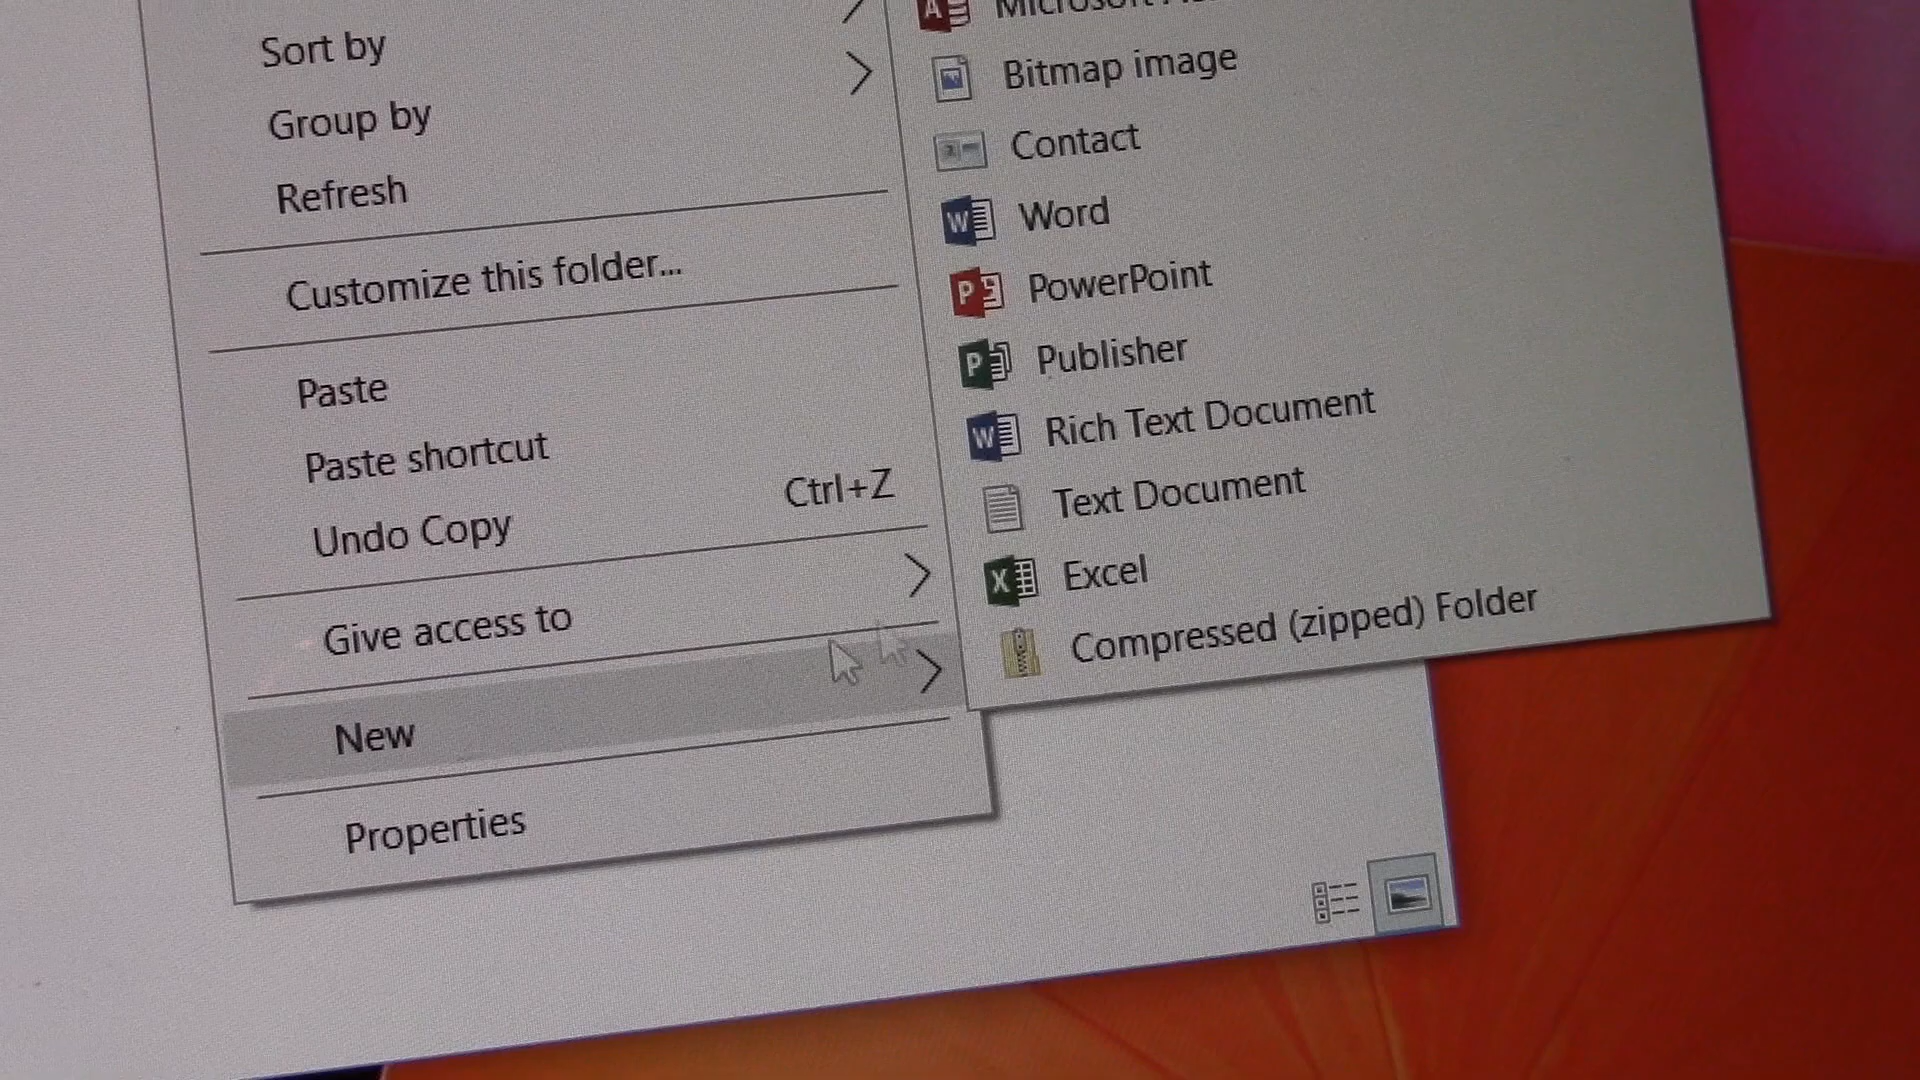 Sort by
Group by
Refresh
Customize this folder...
Paste
Paste shortcut
Undo Copy Ctrl+Z
Give access to
New
Properties
Microsoft
Bitmap image
Contact
Word
PowerPoint
Publisher
Rich Text Document
Text Document
Excel
Compressed (zipped) Folder